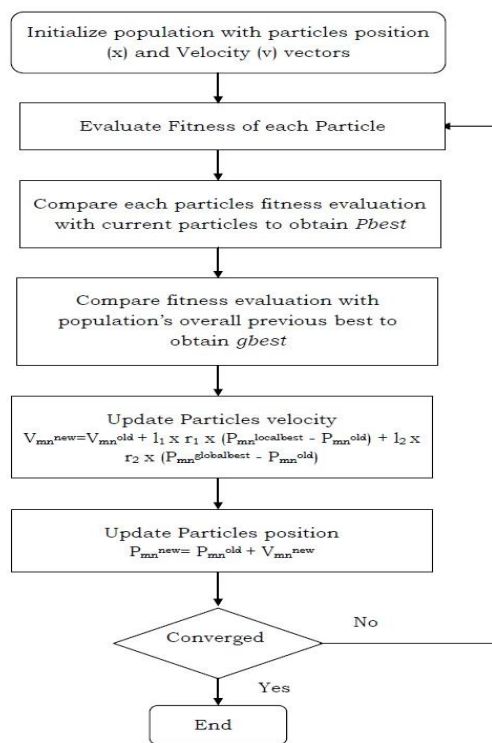 Initialize population with particles position
(x) and Velocity (v) vectors
Evaluate Fitness of each Particle
Compare each particles fitness evaluation
with current particles to obtain Pbest
Compare fitness evaluation with
population's overall previous best to
obtain gbest
Update Particles velocity
Vₘₙⁿᵉʷ=Vₘₙᵒˡᵈ + l₁ x r₁ x (Pₘₙˡᵒᶜᵃˡᵇᵉˢᵗ - Pₘₙᵒˡᵈ) + l₂ x
r₂ x (Pₘₙᵍˡᵒᵇᵃˡᵇᵉˢᵗ - Pₘₙᵒˡᵈ)
Update Particles position
Pₘₙⁿᵉʷ= Pₘₙᵒˡᵈ + Vₘₙⁿᵉʷ
Converged
No
Yes
End